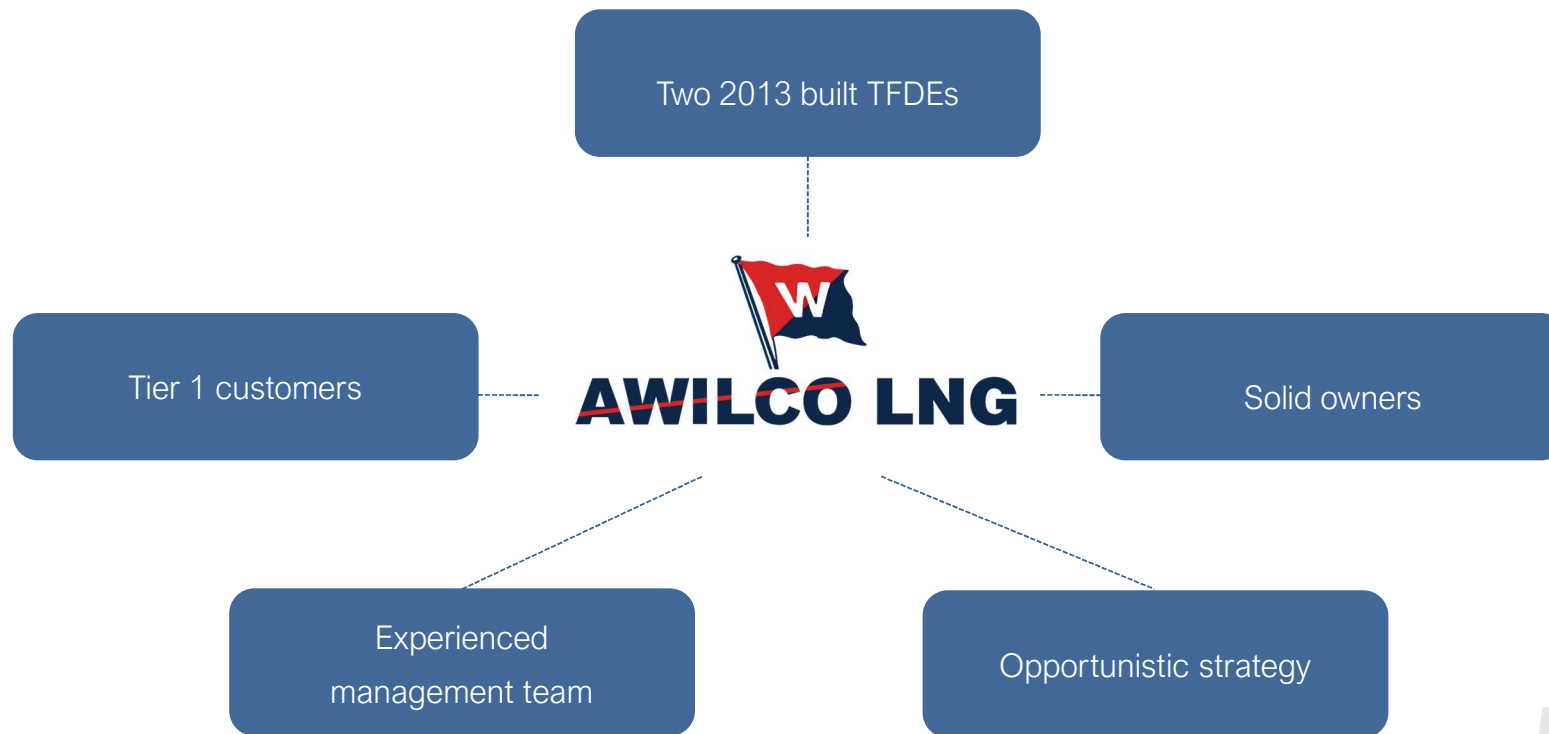 Two 2013 built TFDEs
W
AWILCO LNG
Tier 1 customers
Solid owners
Experienced
management team
Opportunistic strategy